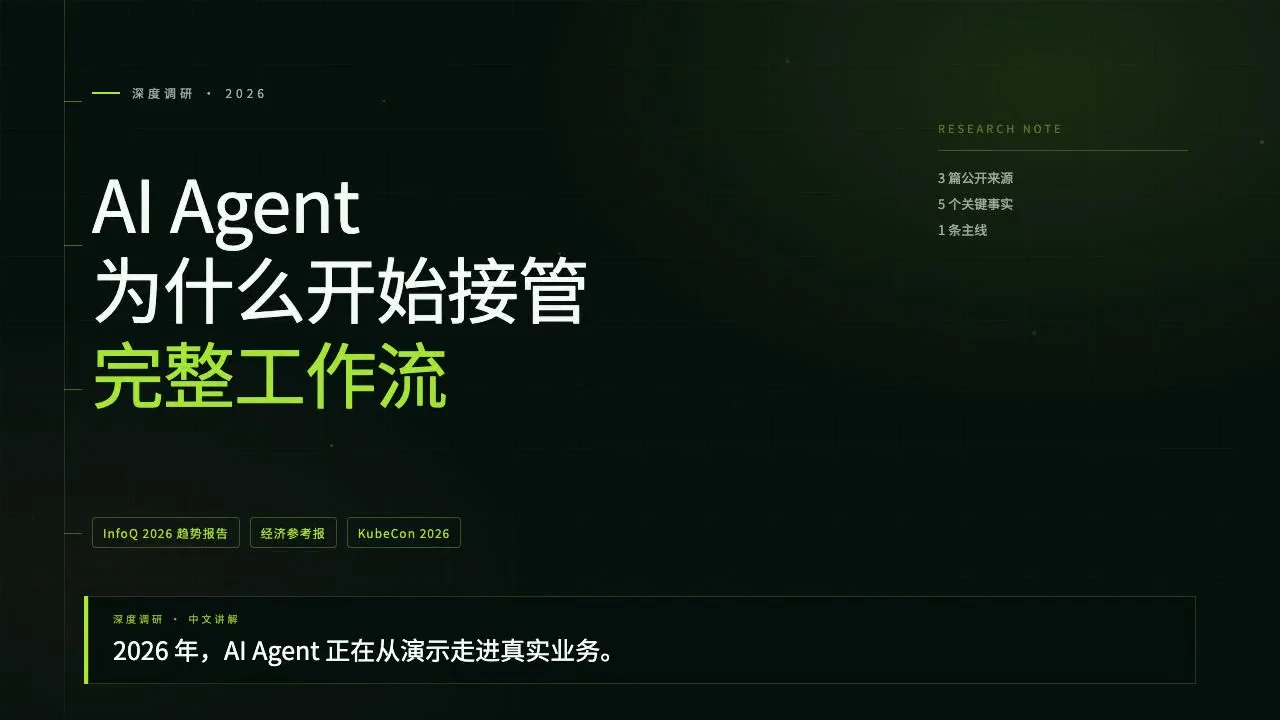 深度调研 · 2026
RESEARCH NOTE
3 篇公开来源
5 个关键事实
1 条主线
AI Agent
为什么开始接管
完整工作流
InfoQ 2026 趋势报告
经济参考报
KubeCon 2026
深度调研 · 中文讲解
2026 年，AI Agent 正在从演示走进真实业务。